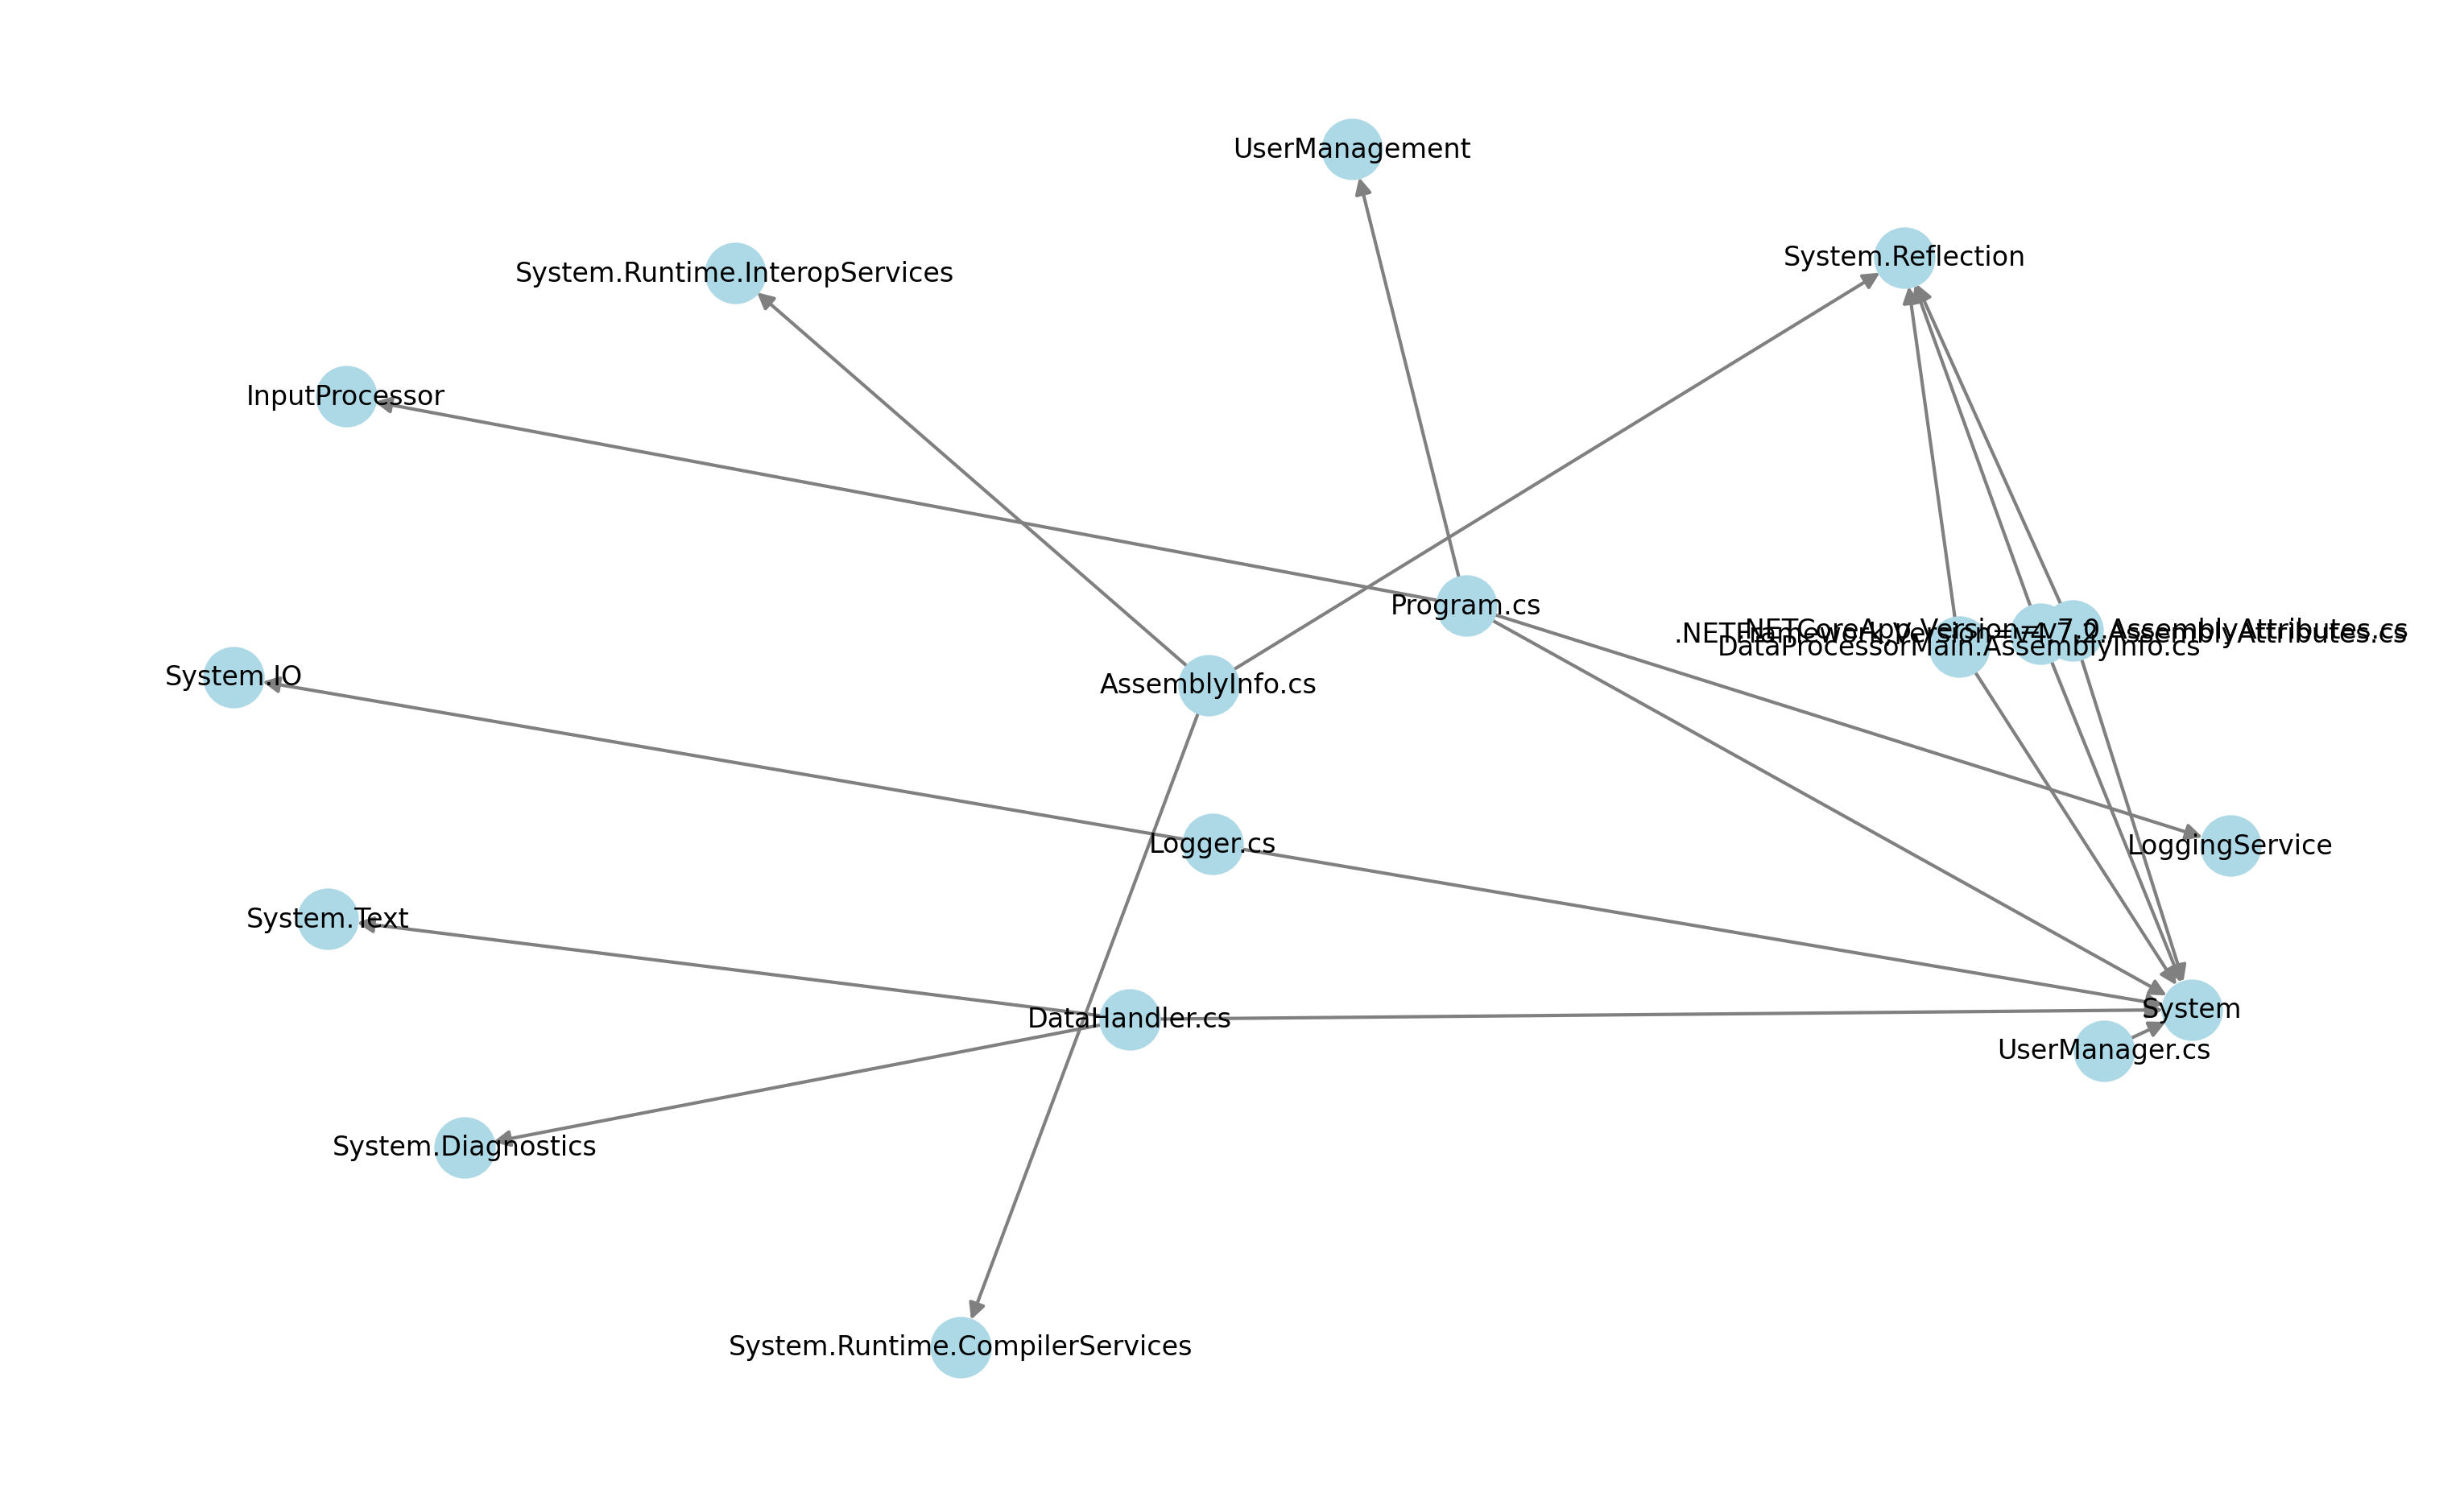 UserManagement
System.Reflection
System.Runtime.InteropServices
InputProcessor
Program.cs
.NETCoreApp,Version=v7.0.AssemblyAttributes.cs
.NETFramework,Version=v4.7.2.AssemblyAttributes.cs
DataProcessorMain.AssemblyInfo.cs
System.IO
AssemblyInfo.cs
Logger.cs
LoggingService
System.Text
System
DataHandler.cs
UserManager.cs
System.Diagnostics
System.Runtime.CompilerServices